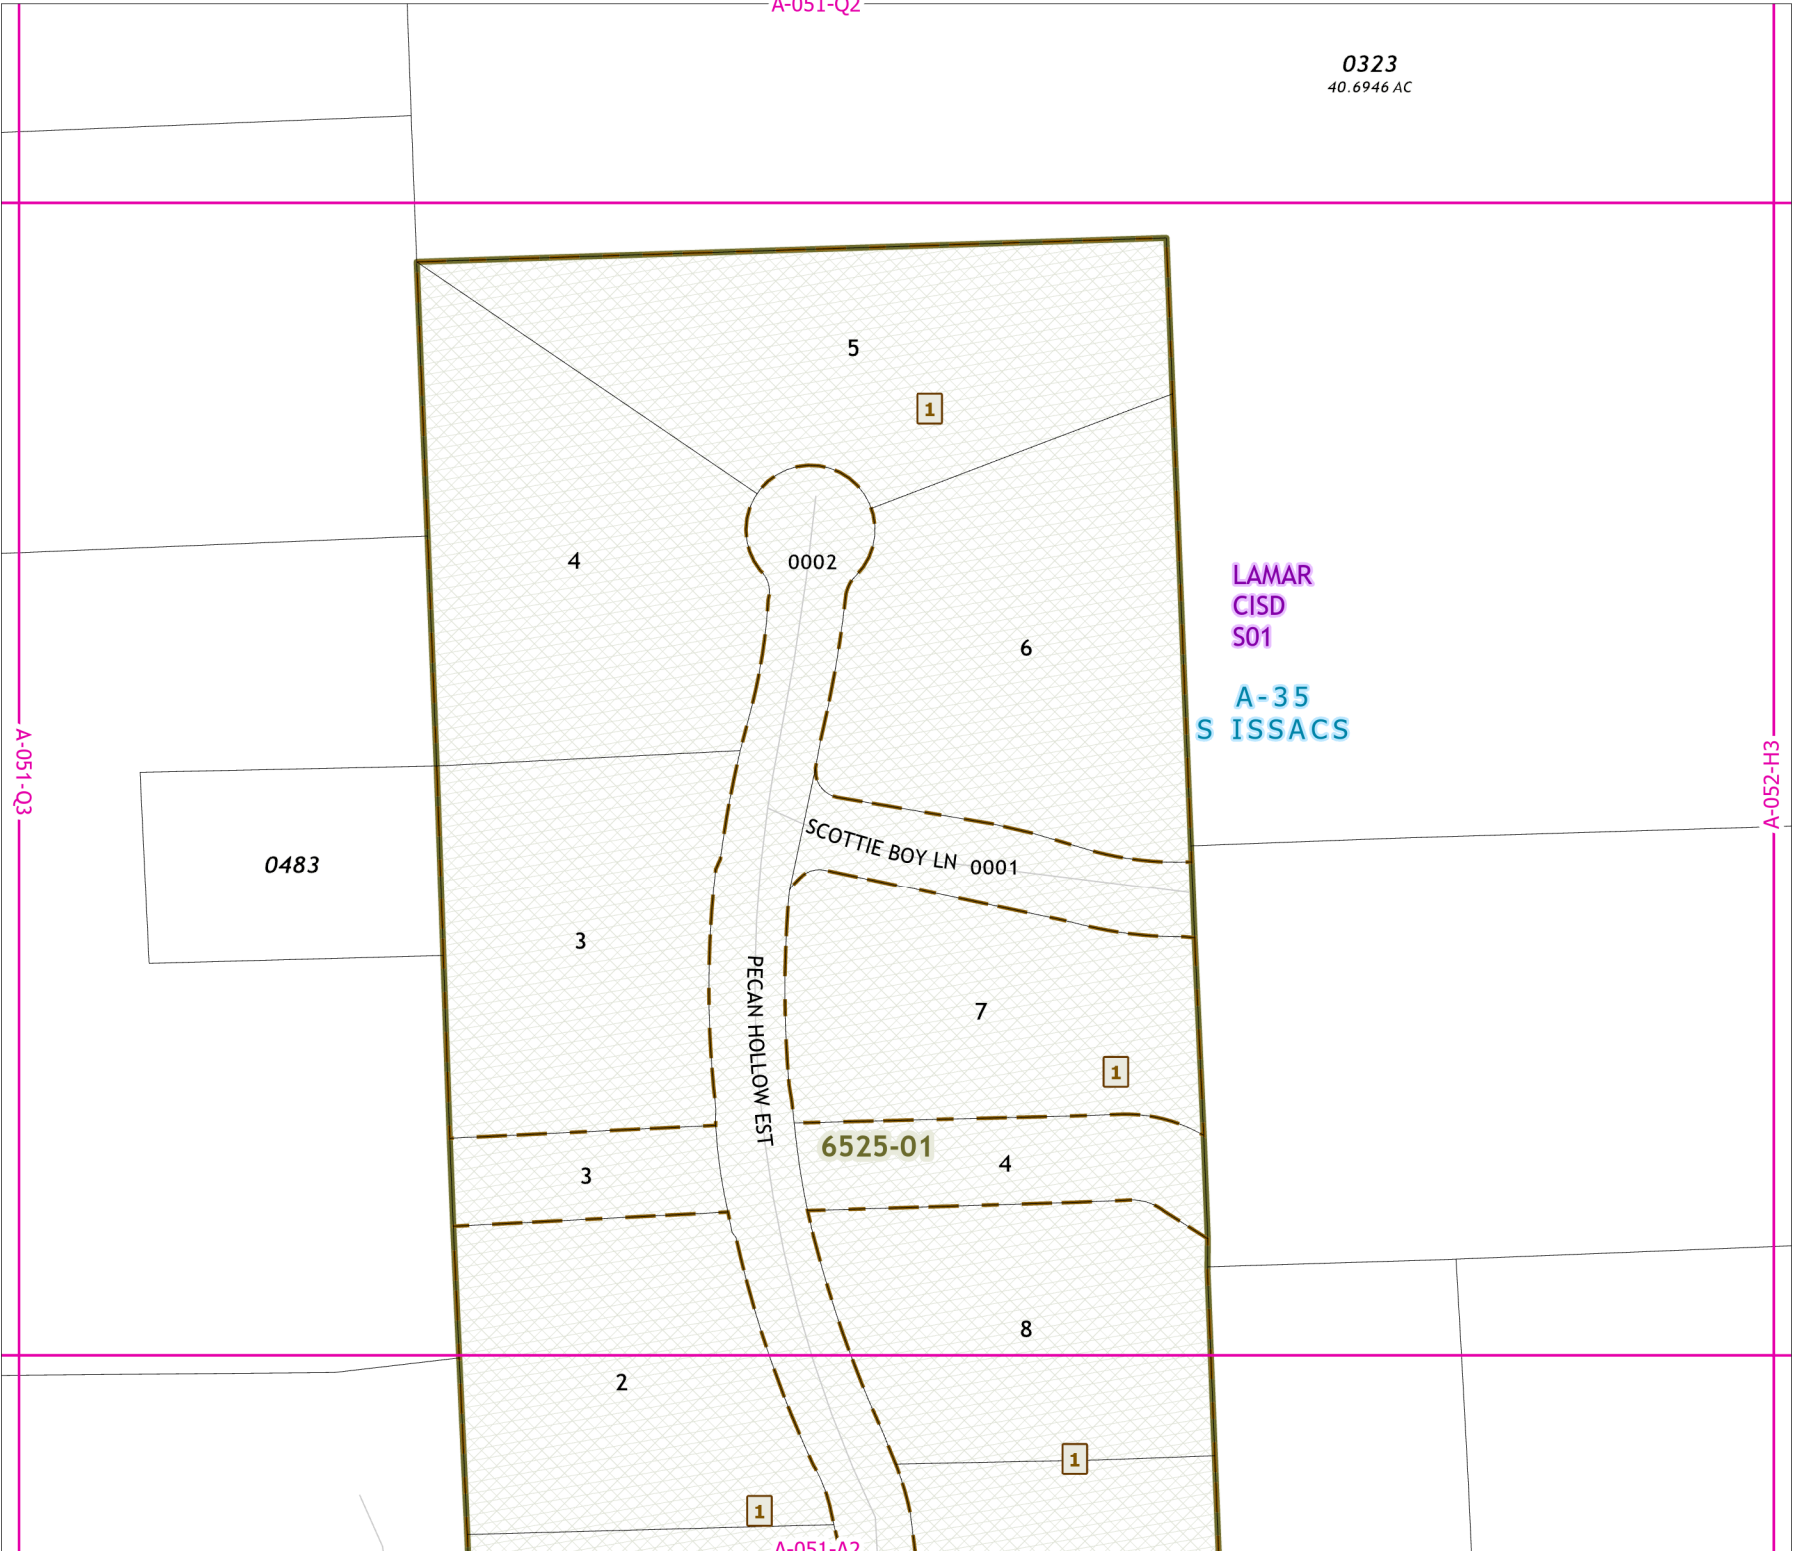 A-051-Q2
0323
40.6946 AC
5
1
4
0002
LAMAR
CISD
S01
6
A-35
S ISSACS
A-051-Q3
A-052-H3
SCOTTIE BOY LN 0001
0483
3
PECAN HOLLOW EST
7
1
6525-01
4
3
8
2
1
1
A-051-A2